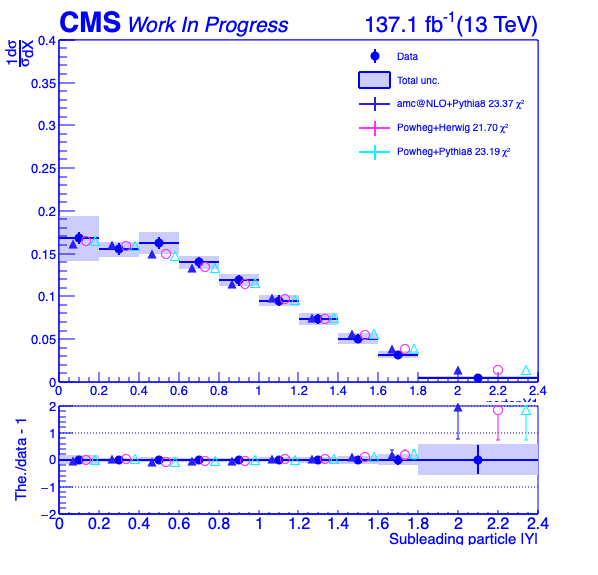 CMS Work In Progress 137.1 fb-1(13 TeV)
1dσ
σdX
0.4
Data
Total unc.
0.3
amc@NLO+Pythia8 23.37 χ²
Powheg+Herwig 21.70 χ²
0.25
Powheg+Pythia8 23.19 χ²
0.2
0.15
0.1
0.05
0
0 0.2 0.4 0.6 0.8 1 1.2 1.4 1.6 1.8 2 2.2 2.4
The./data - 1
2
1
0
−1
−2
0 0.2 0.4 0.6 0.8 1 1.2 1.4 1.6 1.8 2 2.2 2.4
Subleading particle |Y|